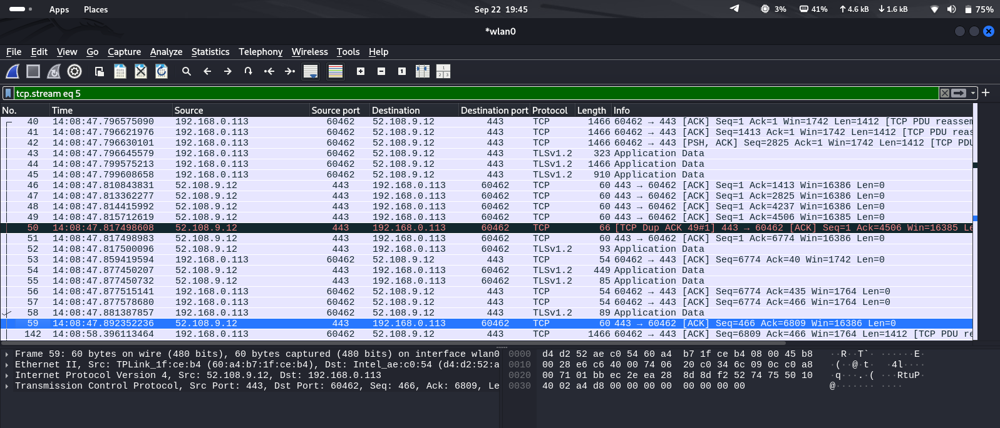 Apps Places Sep 22 19:45 3% 41% 4.6 kB 1.6 kB 75%
*wlan0
File Edit View Go Capture Analyze Statistics Telephony Wireless Tools Help
tcp.stream eq 5
No. Time Source Source port Destination Destination port Protocol Length Info
40 14:08:47.796575090 192.168.0.113 60462 52.108.9.12 443 TCP 1466 60462 → 443 [ACK] Seq=1 Ack=1 Win=1742 Len=1412 [TCP PDU reassem
41 14:08:47.796621976 192.168.0.113 60462 52.108.9.12 443 TCP 1466 60462 → 443 [ACK] Seq=1413 Ack=1 Win=1742 Len=1412 [TCP PDU reas
42 14:08:47.796630101 192.168.0.113 60462 52.108.9.12 443 TCP 1466 60462 → 443 [PSH, ACK] Seq=2825 Ack=1 Win=1742 Len=1412 [TCP PDU
43 14:08:47.796645579 192.168.0.113 60462 52.108.9.12 443 TLSv1.2 323 Application Data
44 14:08:47.799575213 192.168.0.113 60462 52.108.9.12 443 TLSv1.2 1466 Application Data
45 14:08:47.799608658 192.168.0.113 60462 52.108.9.12 443 TLSv1.2 910 Application Data
46 14:08:47.810843831 52.108.9.12 443 192.168.0.113 60462 TCP 60 443 → 60462 [ACK] Seq=1 Ack=1413 Win=16386 Len=0
47 14:08:47.813362277 52.108.9.12 443 192.168.0.113 60462 TCP 60 443 → 60462 [ACK] Seq=1 Ack=2825 Win=16386 Len=0
48 14:08:47.814415992 52.108.9.12 443 192.168.0.113 60462 TCP 60 443 → 60462 [ACK] Seq=1 Ack=4237 Win=16386 Len=0
49 14:08:47.815712619 52.108.9.12 443 192.168.0.113 60462 TCP 60 443 → 60462 [ACK] Seq=1 Ack=4506 Win=16385 Len=0
50 14:08:47.817498608 52.108.9.12 443 192.168.0.113 60462 TCP 66 [TCP Dup ACK 49#1] 443 → 60462 [ACK] Seq=1 Ack=4506 Win=16385 Le
51 14:08:47.817498983 52.108.9.12 443 192.168.0.113 60462 TCP 60 443 → 60462 [ACK] Seq=1 Ack=6774 Win=16386 Len=0
52 14:08:47.817500096 52.108.9.12 443 192.168.0.113 60462 TLSv1.2 93 Application Data
53 14:08:47.859419594 192.168.0.113 60462 52.108.9.12 443 TCP 54 60462 → 443 [ACK] Seq=6774 Ack=40 Win=1742 Len=0
54 14:08:47.877450207 52.108.9.12 443 192.168.0.113 60462 TLSv1.2 449 Application Data
55 14:08:47.877450732 52.108.9.12 443 192.168.0.113 60462 TLSv1.2 85 Application Data
56 14:08:47.877515141 192.168.0.113 60462 52.108.9.12 443 TCP 54 60462 → 443 [ACK] Seq=6774 Ack=435 Win=1764 Len=0
57 14:08:47.877578680 192.168.0.113 60462 52.108.9.12 443 TCP 54 60462 → 443 [ACK] Seq=6774 Ack=466 Win=1764 Len=0
58 14:08:47.881387857 192.168.0.113 60462 52.108.9.12 443 TLSv1.2 89 Application Data
59 14:08:47.892352236 52.108.9.12 443 192.168.0.113 60462 TCP 60 443 → 60462 [ACK] Seq=466 Ack=6809 Win=16386 Len=0
142 14:08:58.396113464 192.168.0.113 60462 52.108.9.12 443 TCP 1466 60462 → 443 [ACK] Seq=6809 Ack=466 Win=1764 Len=1412 [TCP PDU re
Frame 59: 60 bytes on wire (480 bits), 60 bytes captured (480 bits) on interface wlan0
Ethernet II, Src: TPLink_1f:ce:b4 (60:a4:b7:1f:ce:b4), Dst: Intel_ae:c0:54 (d4:d2:52:a
Internet Protocol Version 4, Src: 52.108.9.12, Dst: 192.168.0.113
Transmission Control Protocol, Src Port: 443, Dst Port: 60462, Seq: 466, Ack: 6809, Le
0000 d4 d2 52 ae c0 54 60 a4 b7 1f ce b4 08 00 45 b8 ··R··T`· ······E·
0010 00 28 e6 c6 40 00 74 06 20 c0 34 6c 09 0c c0 a8 ·(··@·t· ·4l····
0020 00 71 01 bb ec 2e ea 28 8d 8d f2 52 74 75 50 10 ·q···.·( ···RtuP·
0030 40 02 a4 d8 00 00 00 00 00 00 00 00 @······· ····